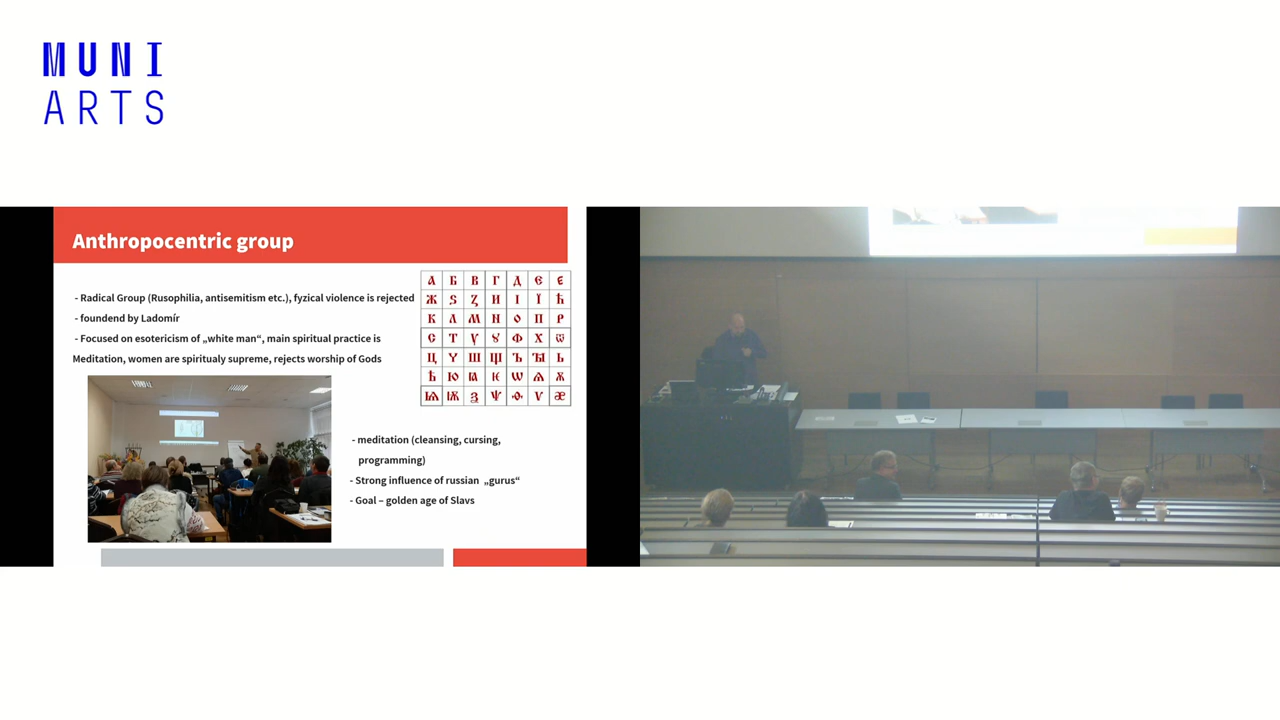 MUNI
ARTS
Anthropocentric group
- Radical Group (Rusophilia, antisemitism etc.), fyzical violence is rejected
- foundend by Ladomír
- Focused on esotericism of „white man“, main spiritual practice is
Meditation, women are spiritualy supreme, rejects worship of Gods
А Б В Г Д Є Е
Ж Ѕ Ꙁ И І Ї Ћ
К Л М Н О П Р
С Т Ѵ Ȣ Ф Х Ѿ
Ц Ү Ш Щ Ъ ЪІ Ь
Ѣ Ю Ꙗ Ѥ Ѡ Ѧ Ѫ
Ѩ Ѭ Ѯ Ѱ Ѳ Ѵ Æ
- meditation (cleansing, cursing,
programming)
- Strong influence of russian „gurus“
- Goal – golden age of Slavs